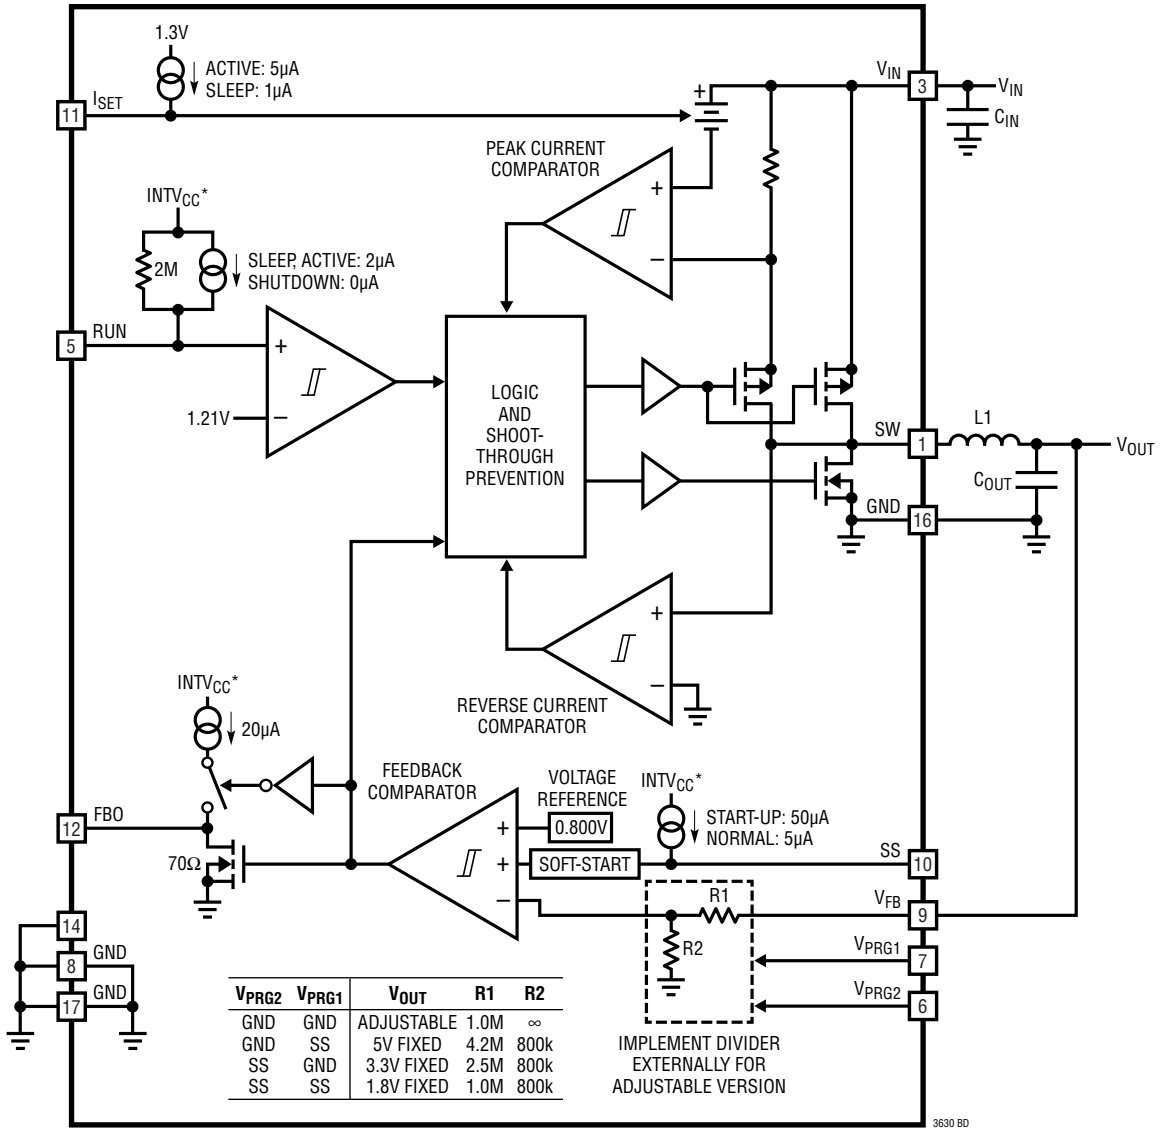 1.3V
ACTIVE: 5µA
SLEEP: 1µA
11
ISET
VIN
3
VIN
CIN
+
PEAK CURRENT
COMPARATOR
+
–
INTVCC*
2M
SLEEP, ACTIVE: 2µA
SHUTDOWN: 0µA
5
RUN
+
1.21V
–
LOGIC
AND
SHOOT-
THROUGH
PREVENTION
SW
1
L1
VOUT
COUT
GND
16
+
–
REVERSE CURRENT
COMPARATOR
INTVCC*
20µA
FEEDBACK
COMPARATOR
VOLTAGE
REFERENCE
0.800V
INTVCC*
START-UP: 50µA
NORMAL: 5µA
12
FBO
70Ω
+
+
–
SOFT-START
SS
10
R1
R2
VFB
9
VPRG1
7
VPRG2
6
14
8
GND
17
GND
VPRG2 VPRG1 VOUT R1 R2
GND GND ADJUSTABLE 1.0M ∞
GND SS 5V FIXED 4.2M 800k
SS GND 3.3V FIXED 2.5M 800k
SS SS 1.8V FIXED 1.0M 800k
IMPLEMENT DIVIDER
EXTERNALLY FOR
ADJUSTABLE VERSION
3630 BD